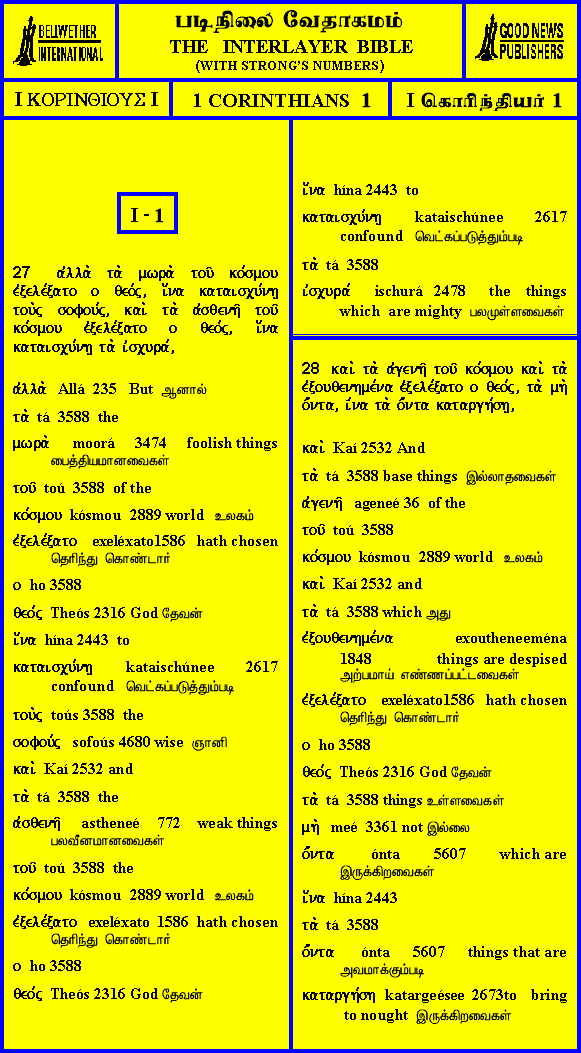 BELLWETHER
INTERNATIONAL
படிநிலை வேதாகமம்
THE INTERLAYER BIBLE
(WITH STRONG'S NUMBERS)
GOOD NEWS
PUBLISHERS
I ΚΟΡΙΝΘΙΟΥΣ I
1 CORINTHIANS 1
I கொரிந்தியர் 1
I - 1
27 ἀλλὰ τὰ μωρὰ τοῦ κόσμου
ἐξελέξατο ο θεός, ἵνα καταισχύνῃ
τοὺς σοφούς, καὶ τὰ ἀσθενῆ τοῦ
κόσμου ἐξελέξατο ο θεός, ἵνα
καταισχύνῃ τὰ ἰσχυρά,
ἀλλὰ Allá 235 But ஆனால்
τὰ tá 3588 the
μωρὰ moorá 3474 foolish things
பைத்தியமானவைகள்
τοῦ toú 3588 of the
κόσμου kósmou 2889 world உலகம்
ἐξελέξατο exeléxato1586 hath chosen
தெரிந்து கொண்டார்
ο ho 3588
θεός Theós 2316 God தேவன்
ἵνα hína 2443 to
καταισχύνῃ kataischúnee 2617
confound வெட்கப்படுத்தும்படி
τοὺς toús 3588 the
σοφούς sofoús 4680 wise ஞானி
καὶ Kaí 2532 and
τὰ tá 3588 the
ἀσθενῆ astheneé 772 weak things
பலவீனமானவைகள்
τοῦ toú 3588 the
κόσμου kósmou 2889 world உலகம்
ἐξελέξατο exeléxato 1586 hath chosen
தெரிந்து கொண்டார்
ο ho 3588
θεός Theós 2316 God தேவன்
ἵνα hína 2443 to
καταισχύνῃ kataischúnee 2617
confound வெட்கப்படுத்தும்படி
τὰ tá 3588
ἰσχυρά ischurá 2478 the things
which are mighty பலமுள்ளவைகள்
28 καὶ τὰ ἀγενῆ τοῦ κόσμου καὶ τὰ
ἐξουθενημένα ἐξελέξατο ο θεός, τὰ μὴ
ὄντα, ἵνα τὰ ὄντα καταργήσῃ,
καὶ Kaí 2532 And
τὰ tá 3588 base things இல்லாதவைகள்
ἀγενῆ ageneé 36 of the
τοῦ toú 3588
κόσμου kósmou 2889 world உலகம்
καὶ Kaí 2532 and
τὰ tá 3588 which அது
ἐξουθενημένα exoutheneeména
1848 things are despised
அற்பமாய் எண்ணப்பட்டவைகள்
ἐξελέξατο exeléxato1586 hath chosen
தெரிந்து கொண்டார்
ο ho 3588
θεός Theós 2316 God தேவன்
τὰ tá 3588 things உள்ளவைகள்
μὴ meé 3361 not இல்லை
ὄντα ónta 5607 which are
இருக்கிறவைகள்
ἵνα hína 2443
τὰ tá 3588
ὄντα ónta 5607 things that are
அவமாக்கும்படி
καταργήσῃ katargeésee 2673to bring
to nought இருக்கிறவைகள்